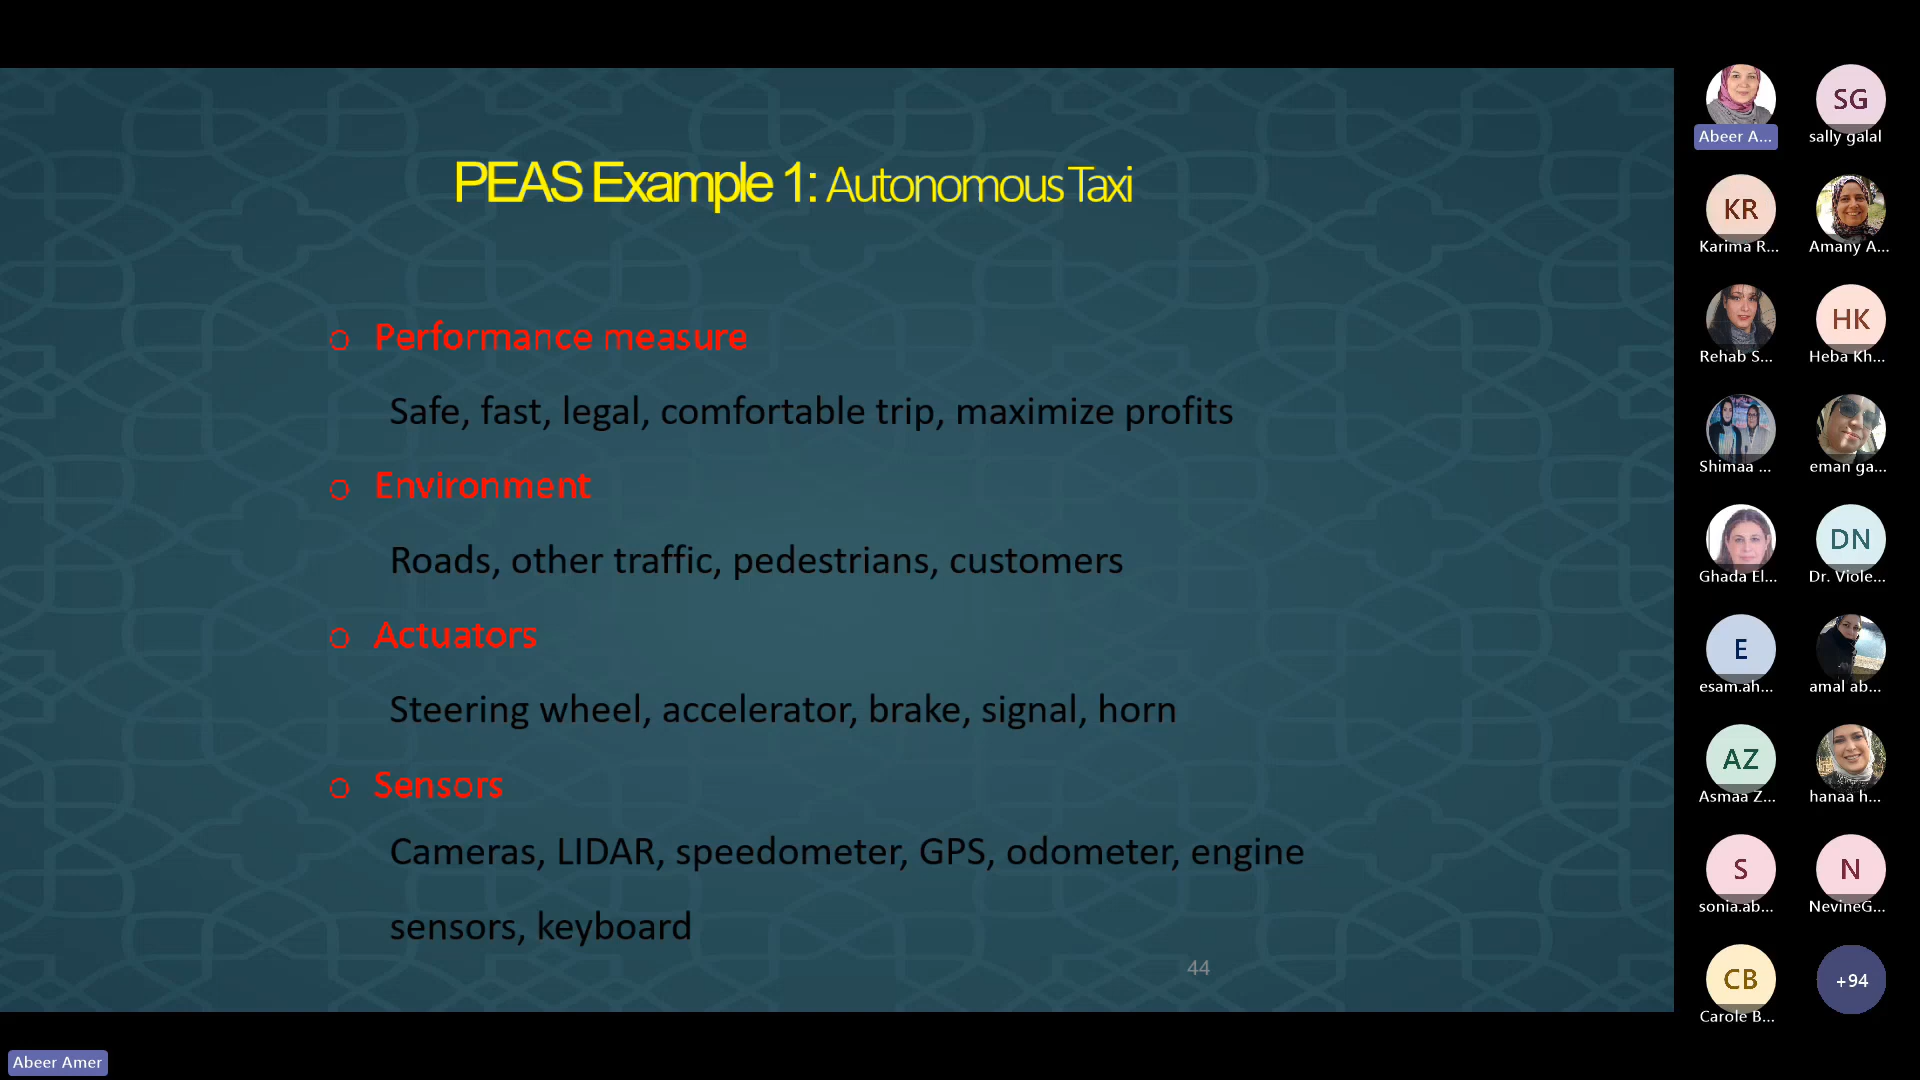 PEAS Example 1: Autonomous Taxi
o Performance measure
Safe, fast, legal, comfortable trip, maximize profits
o Environment
Roads, other traffic, pedestrians, customers
o Actuators
Steering wheel, accelerator, brake, signal, horn
o Sensors
Cameras, LIDAR, speedometer, GPS, odometer, engine
sensors, keyboard
44
Abeer A...
SG
sally galal
KR
Karima R...
Amany A...
Rehab S...
HK
Heba Kh...
Shimaa ...
eman ga...
Ghada El...
DN
Dr. Viole...
E
esam.ah...
amal ab...
AZ
Asmaa Z...
hanaa h...
S
sonia.ab...
N
NevineG...
CB
Carole B...
+94
Abeer Amer